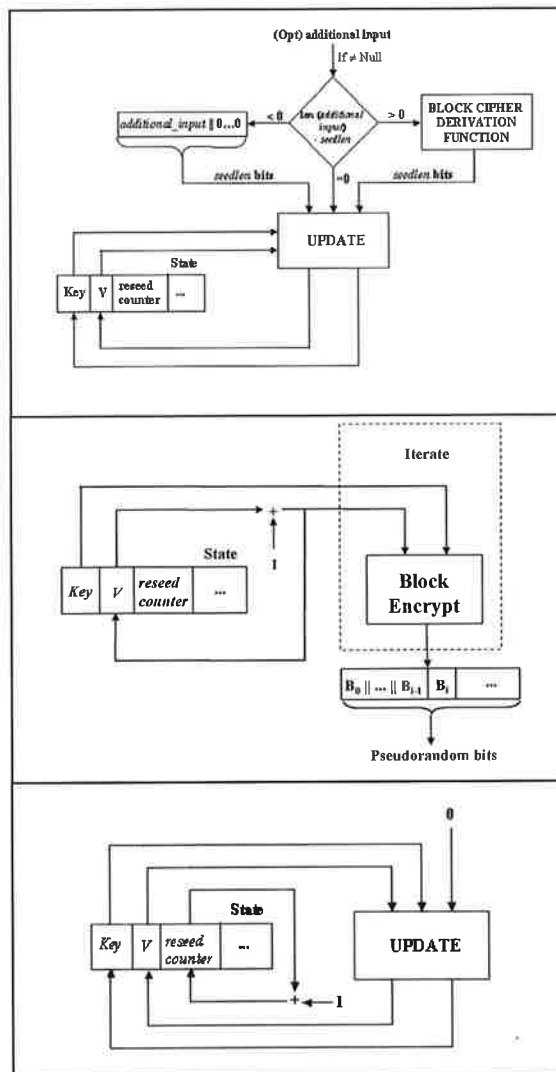 (Opt) additional input
If ≠ Null
len (additional
input)
- seedlen
< 0
> 0
=0
additional_input || 0...0
BLOCK CIPHER
DERIVATION
FUNCTION
seedlen bits
seedlen bits
UPDATE
State
Key V reseed counter ...
Iterate
+
1
State
Key V reseed counter ...
Block
Encrypt
B0 || ... || Bi-1 Bi ...
Pseudorandom bits
0
State
Key V reseed counter ...
UPDATE
+ 1